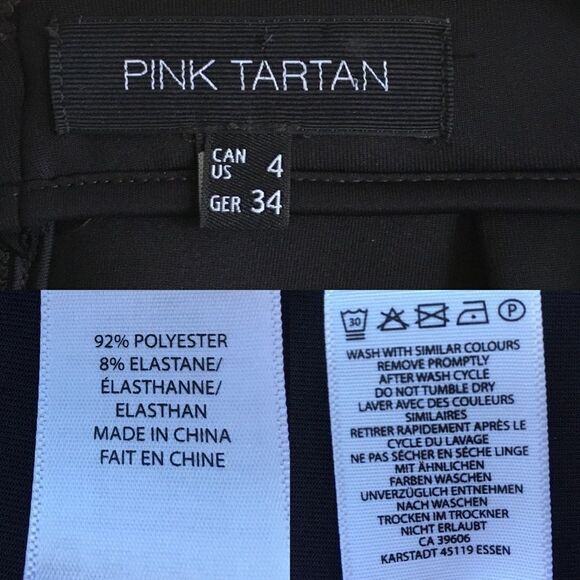 PINK TARTAN
CAN
US 4
GER 34
92% POLYESTER
8% ELASTANE/
ÉLASTHANNE/
ELASTHAN
MADE IN CHINA
FAIT EN CHINE
30 P
WASH WITH SIMILAR COLOURS
REMOVE PROMPTLY
AFTER WASH CYCLE
DO NOT TUMBLE DRY
LAVER AVEC DES COULEURS
SIMILAIRES
RETIRER RAPIDEMENT APRÈS LE
CYCLE DU LAVAGE
NE PAS SÉCHER EN SÈCHE LINGE
MIT ÄHNLICHEN
FARBEN WASCHEN
UNVERZÜGLICH ENTNEHMEN
NACH WASCHEN
TROCKEN IM TROCKNER
NICHT ERLAUBT
CA 39606
KARSTADT 45119 ESSEN